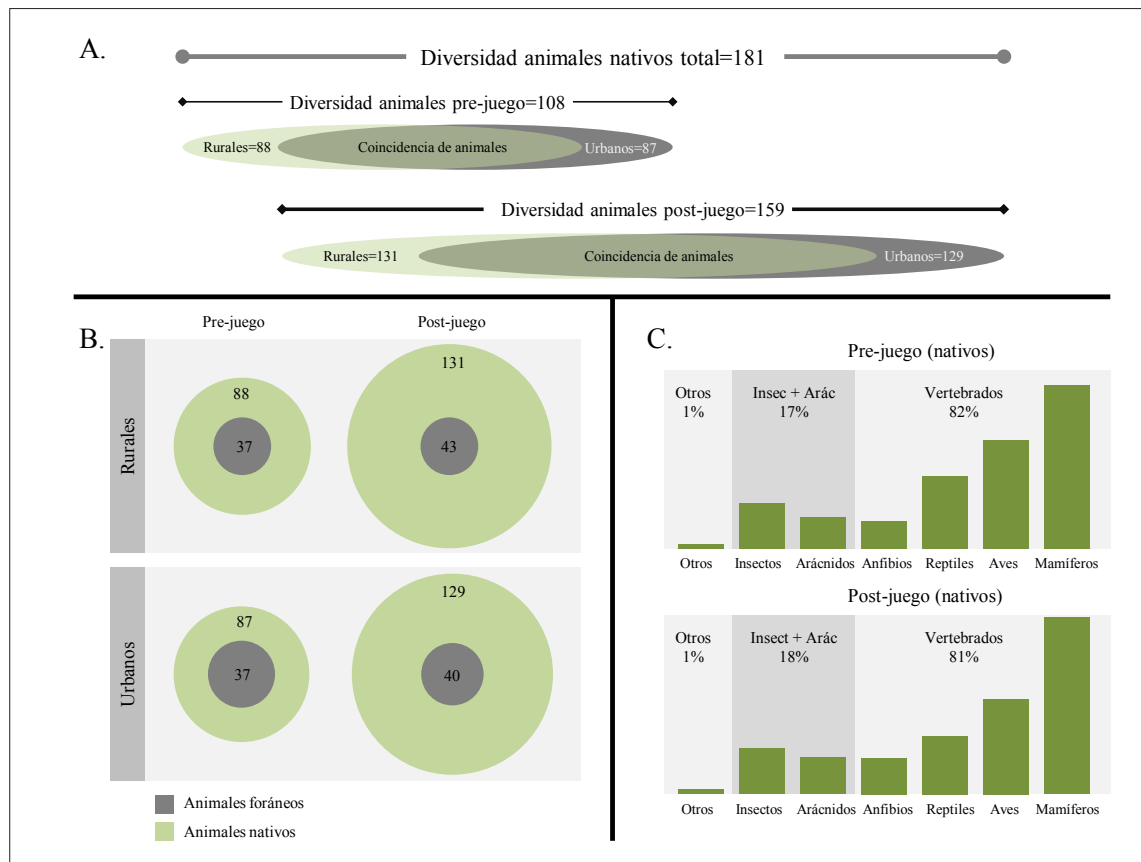 A.
Diversidad animales nativos total=181
Diversidad animales pre-juego=108
Rurales=88 Coincidencia de animales Urbanos=87
Diversidad animales post-juego=159
Rurales=131 Coincidencia de animales Urbanos=129
B.
Pre-juego Post-juego
Rurales
88 131
37 43
Urbanos
87 129
37 40
Animales foráneos
Animales nativos
C.
Pre-juego (nativos)
Otros Insec + Arác Vertebrados
1% 17% 82%
Otros Insectos Arácnidos Anfibios Reptiles Aves Mamíferos
Post-juego (nativos)
Otros Insect + Arác Vertebrados
1% 18% 81%
Otros Insectos Arácnidos Anfibios Reptiles Aves Mamíferos